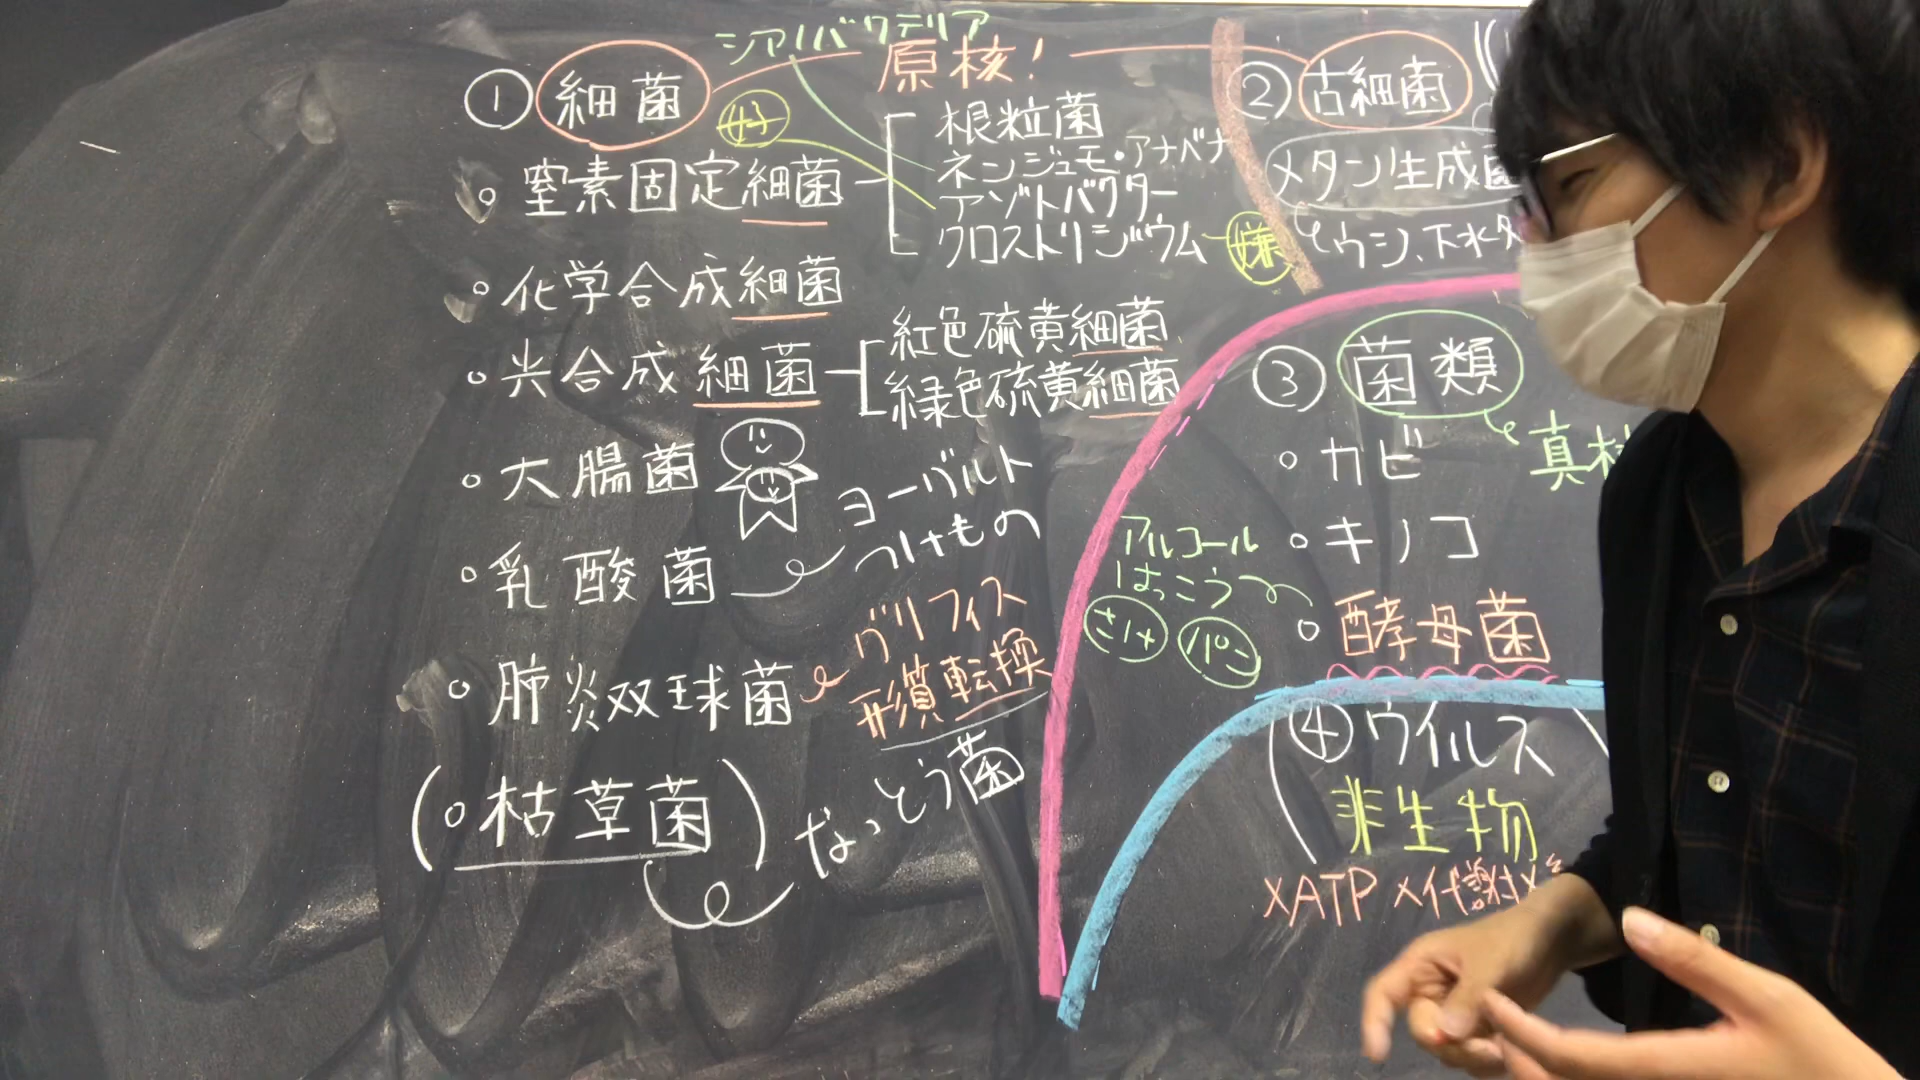 シアノバクテリア
原核!
① 細菌
好
・窒素固定細菌
根粒菌
ネンジュモ・アナバナ
アゾトバクター
クロストリジウム
嫌
・化学合成細菌
・光合成細菌
紅色硫黄細菌
緑色硫黄細菌
・大腸菌
・乳酸菌
ヨーグルト
つけもの
・肺炎双球菌
グリフィス
形質転換
(・枯草菌)
なっとう菌
② 古細菌
メタン生成菌
ウシ、下水
③ 菌類
真核
・カビ
・キノコ
・酵母菌
アルコール
はっこう
さけ パン
④ウイルス
非生物
×ATP ×代謝×